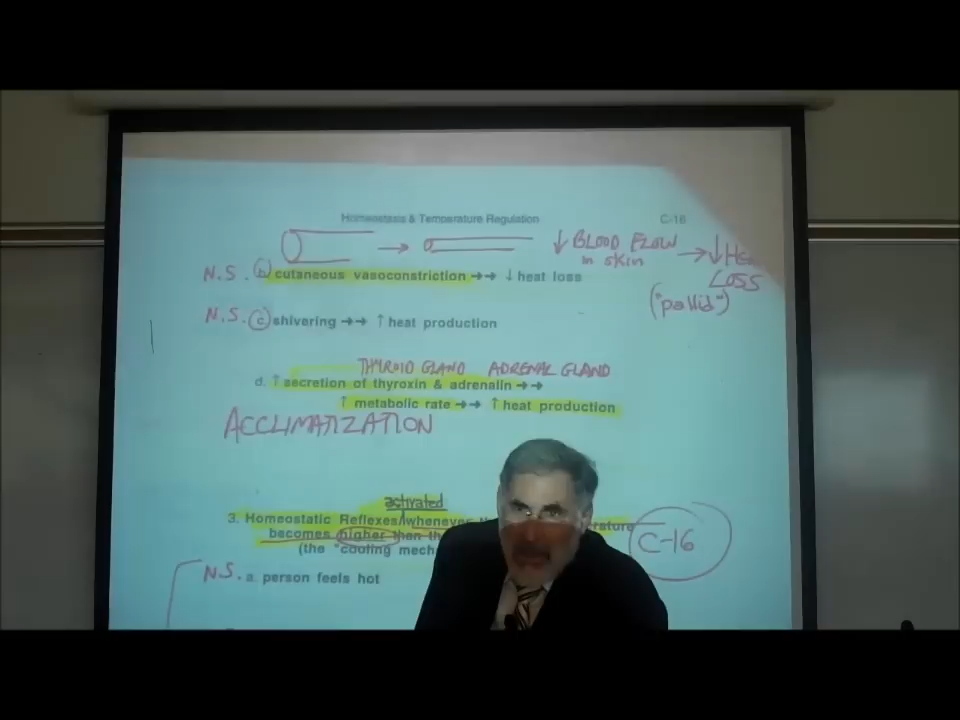 Homeostasis & Temperature Regulation C-16
↓ BLOOD FLOW → ↓
in skin
LOSS
N.S. b cutaneous vasoconstriction →→ ↓ heat loss
("pallid")
N.S. c shivering →→ ↑ heat production
THYROID GLAND ADRENAL GLAND
d. ↑ secretion of thyroxin & adrenalin →→
↑ metabolic rate →→ ↑ heat production
ACCLIMATIZATION
activated
3. Homeostatic Reflexes/whenever
becomes higher than
(the "cooling
C-16
N.S. a. person feels hot